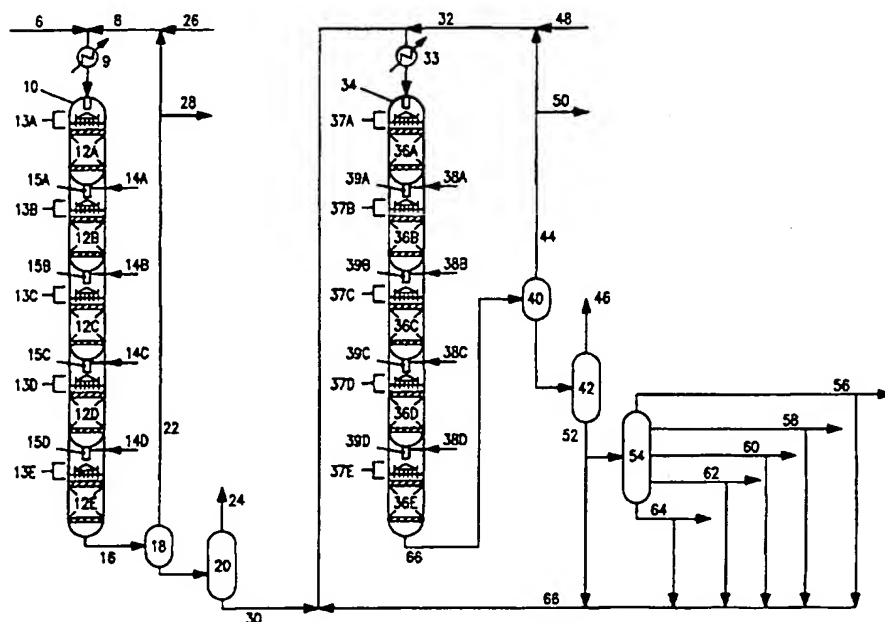 6 8 26 32 48
9 33
10 34
28 50
13A 37A
12A 36A
15A 14A 39A 38A
13B 37B
12B 36B
44
15B 14B 39B 38B
13C 40 46
37C
12C 36C
15C 14C 39C 38C
13D 37D 42 56
12D 36D
22 52 58
15D 14D 39D 38D 54 60
13E 37E 62
24
12E 36E 64
18
16 20 66
30 66